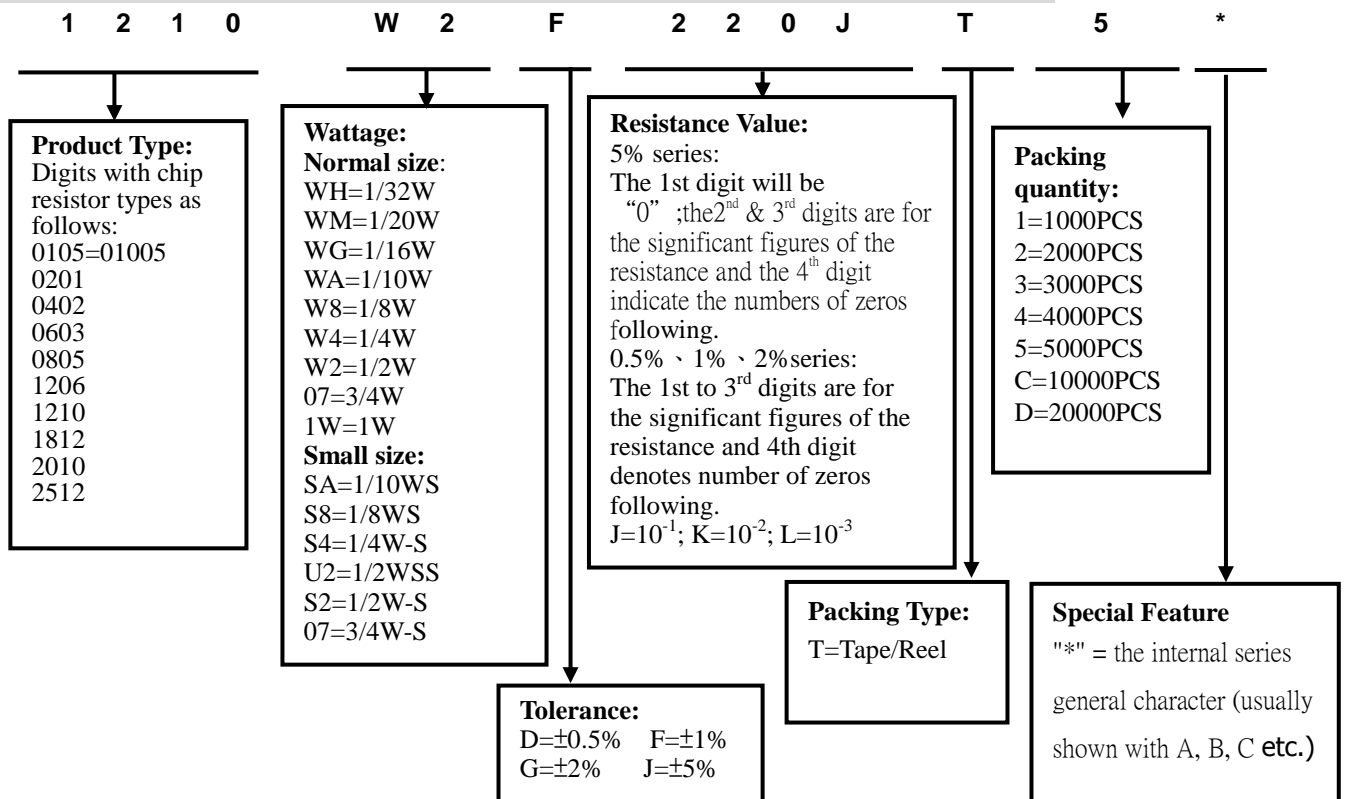 1 2 1 0 W 2 F 2 2 0 J T 5 *
Product Type:
Digits with chip
resistor types as
follows:
0105=01005
0201
0402
0603
0805
1206
1210
1812
2010
2512
Wattage:
Normal size:
WH=1/32W
WM=1/20W
WG=1/16W
WA=1/10W
W8=1/8W
W4=1/4W
W2=1/2W
07=3/4W
1W=1W
Small size:
SA=1/10WS
S8=1/8WS
S4=1/4W-S
U2=1/2WSS
S2=1/2W-S
07=3/4W-S
Tolerance:
D=±0.5% F=±1%
G=±2% J=±5%
Resistance Value:
5% series:
The 1st digit will be
“0” ;the2nd & 3rd digits are for
the significant figures of the
resistance and the 4th digit
indicate the numbers of zeros
following.
0.5%、1%、2%series:
The 1st to 3rd digits are for
the significant figures of the
resistance and 4th digit
denotes number of zeros
following.
J=10-1; K=10-2; L=10-3
Packing Type:
T=Tape/Reel
Packing
quantity:
1=1000PCS
2=2000PCS
3=3000PCS
4=4000PCS
5=5000PCS
C=10000PCS
D=20000PCS
Special Feature
"*" = the internal series
general character (usually
shown with A, B, C etc.)